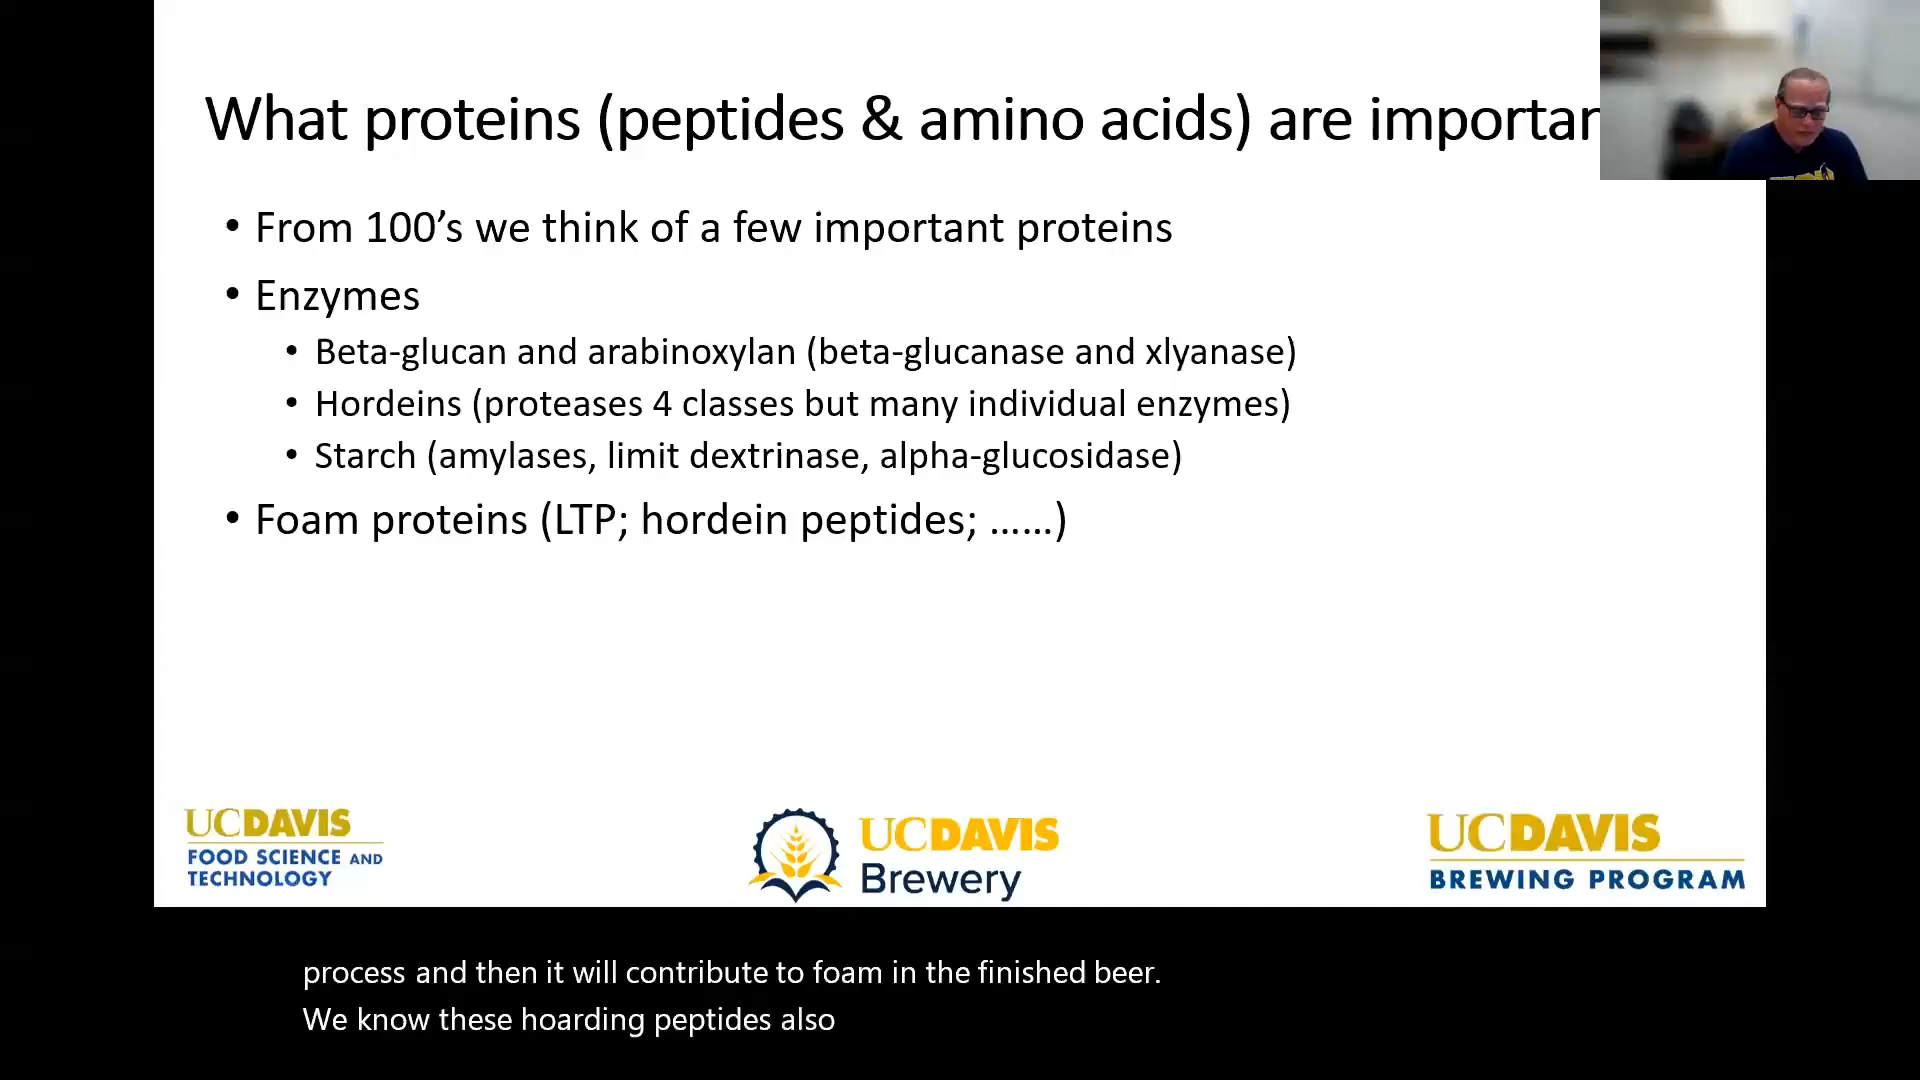 What proteins (peptides & amino acids) are importan
• From 100’s we think of a few important proteins
• Enzymes
• Beta-glucan and arabinoxylan (beta-glucanase and xlyanase)
• Hordeins (proteases 4 classes but many individual enzymes)
• Starch (amylases, limit dextrinase, alpha-glucosidase)
• Foam proteins (LTP; hordein peptides; ......)
UCDAVIS
FOOD SCIENCE AND
TECHNOLOGY
UCDAVIS
Brewery
UCDAVIS
BREWING PROGRAM
process and then it will contribute to foam in the finished beer.
We know these hoarding peptides also